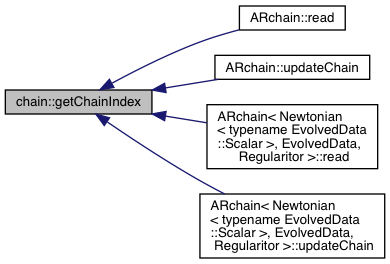 ARchain::read
ARchain::updateChain
chain::getChainIndex
ARchain< Newtonian
< typename EvolvedData
::Scalar >, EvolvedData,
Regularitor >::read
ARchain< Newtonian
< typename EvolvedData
::Scalar >, EvolvedData,
Regularitor >::updateChain